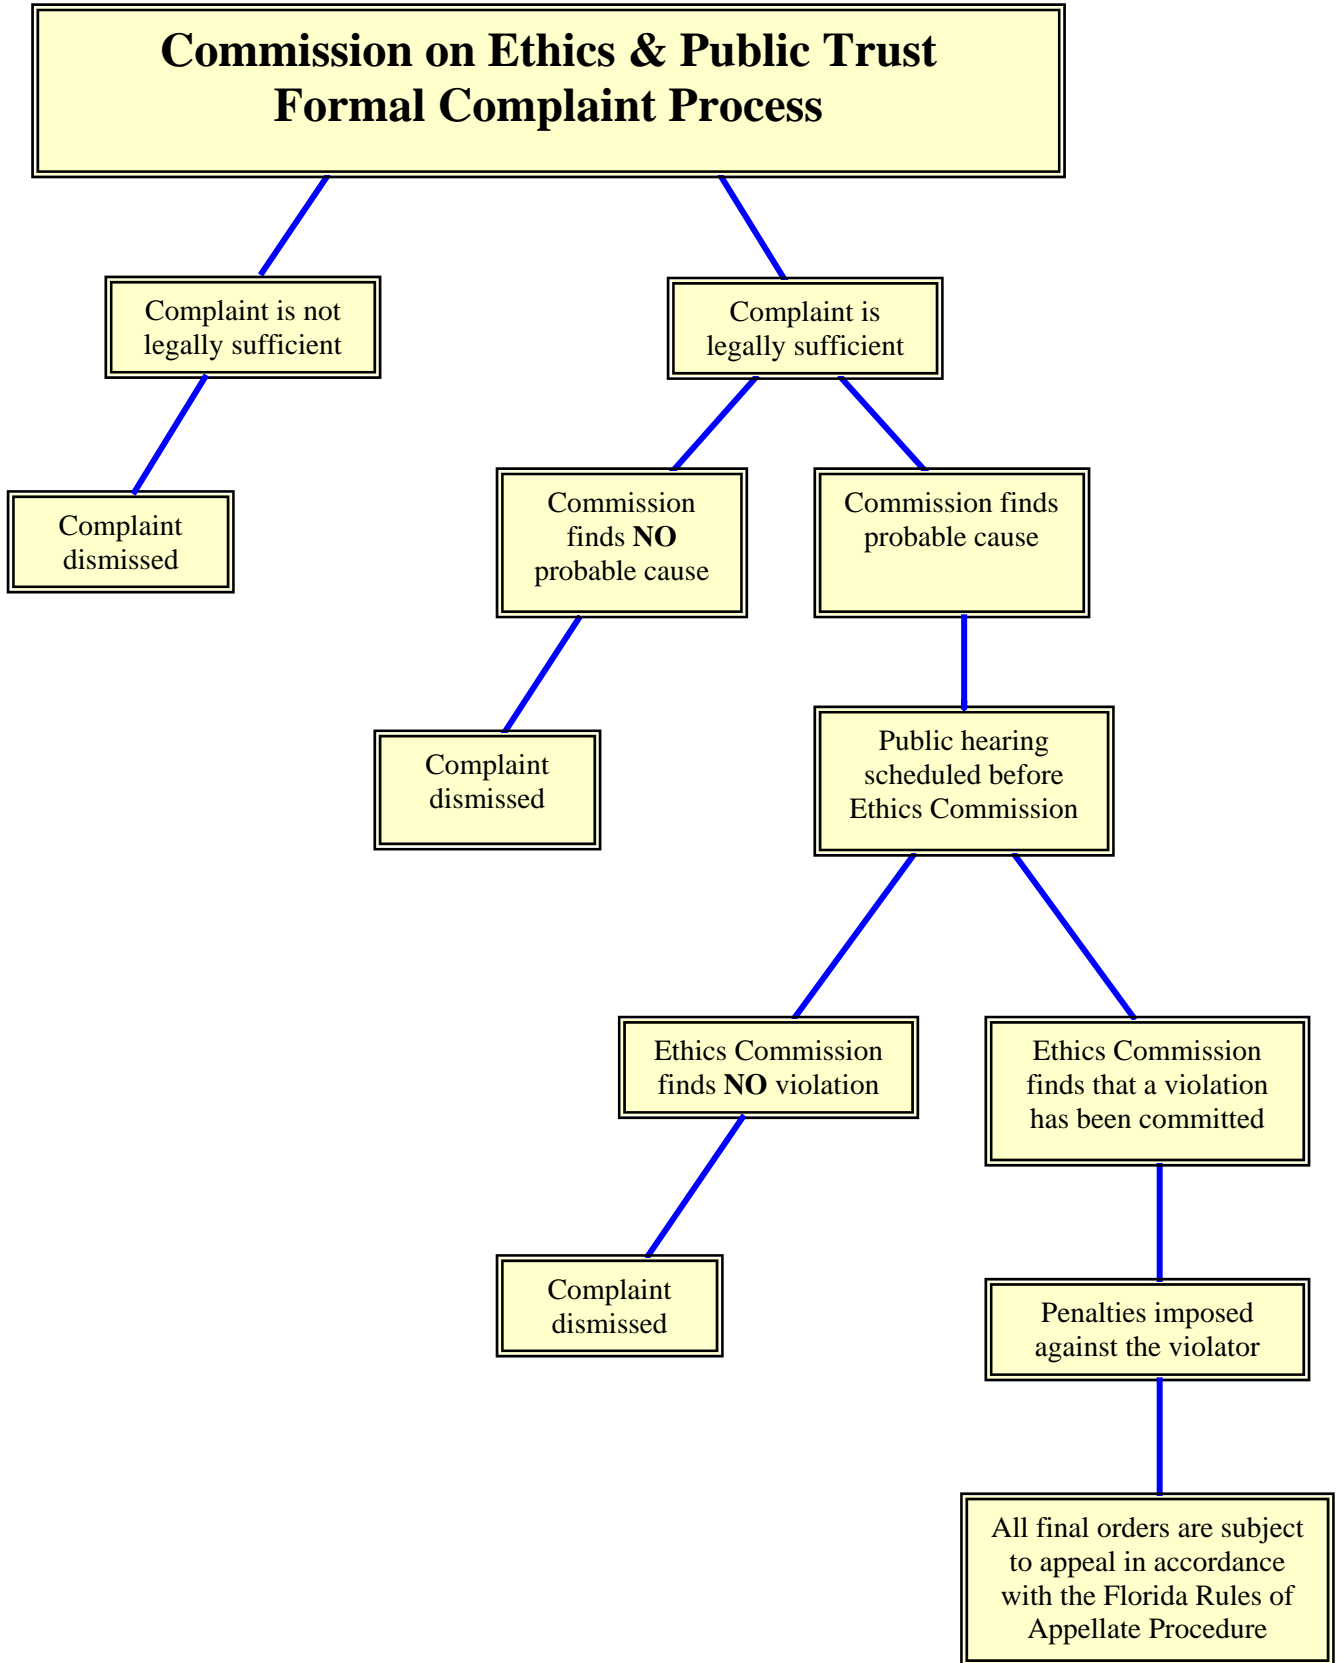 Commission on Ethics & Public Trust
Formal Complaint Process
Complaint is not
legally sufficient
Complaint is
legally sufficient
Complaint
dismissed
Commission
finds NO
probable cause
Commission finds
probable cause
Complaint
dismissed
Public hearing
scheduled before
Ethics Commission
Ethics Commission
finds NO violation
Ethics Commission
finds that a violation
has been committed
Complaint
dismissed
Penalties imposed
against the violator
All final orders are subject
to appeal in accordance
with the Florida Rules of
Appellate Procedure